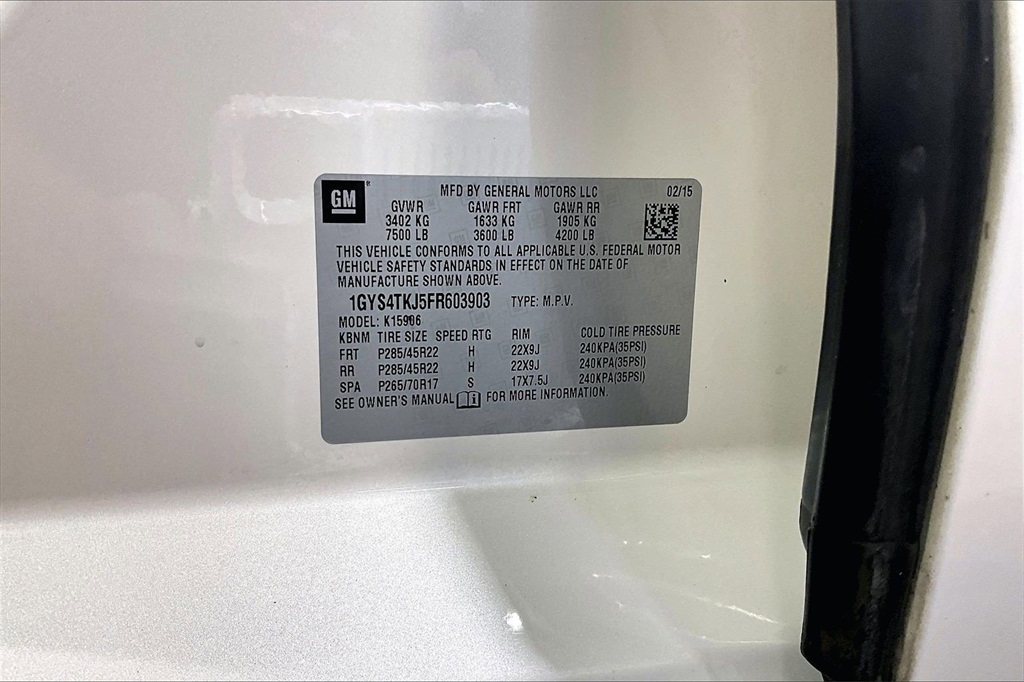 GM ® MFD BY GENERAL MOTORS LLC 02/15
GVWR GAWR FRT GAWR RR
3402 KG 1633 KG 1905 KG
7500 LB 3600 LB 4200 LB
THIS VEHICLE CONFORMS TO ALL APPLICABLE U.S. FEDERAL MOTOR
VEHICLE SAFETY STANDARDS IN EFFECT ON THE DATE OF
MANUFACTURE SHOWN ABOVE.
1GYS4TKJ5FR603903 TYPE: M.P.V.
MODEL: K15906
KBNM TIRE SIZE SPEED RTG RIM COLD TIRE PRESSURE
FRT P285/45R22 H 22X9J 240KPA(35PSI)
RR P285/45R22 H 22X9J 240KPA(35PSI)
SPA P265/70R17 S 17X7.5J 240KPA(35PSI)
SEE OWNER'S MANUAL FOR MORE INFORMATION.